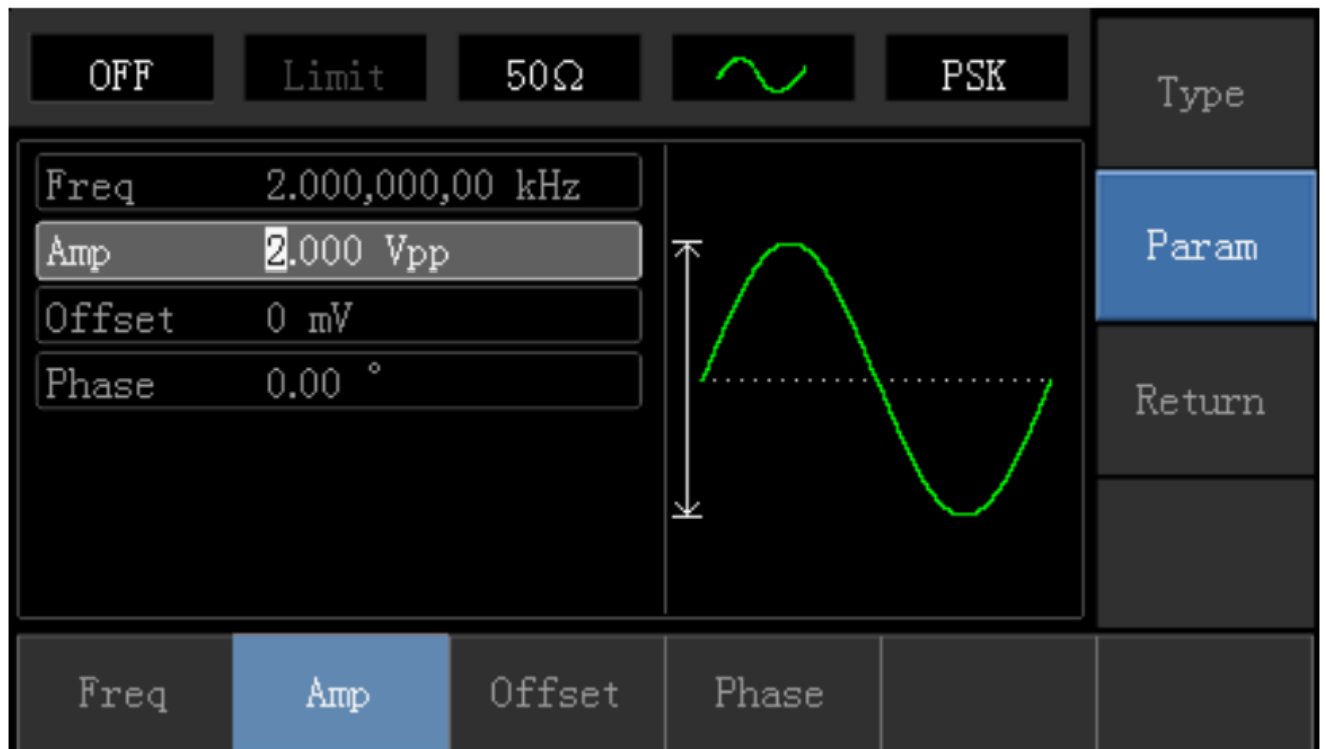 OFF Limit 50Ω PSK
Type
Freq 2.000,000,00 kHz
Amp 2.000 Vpp
Offset 0 mV
Phase 0.00 °
Param
Return
Freq Amp Offset Phase